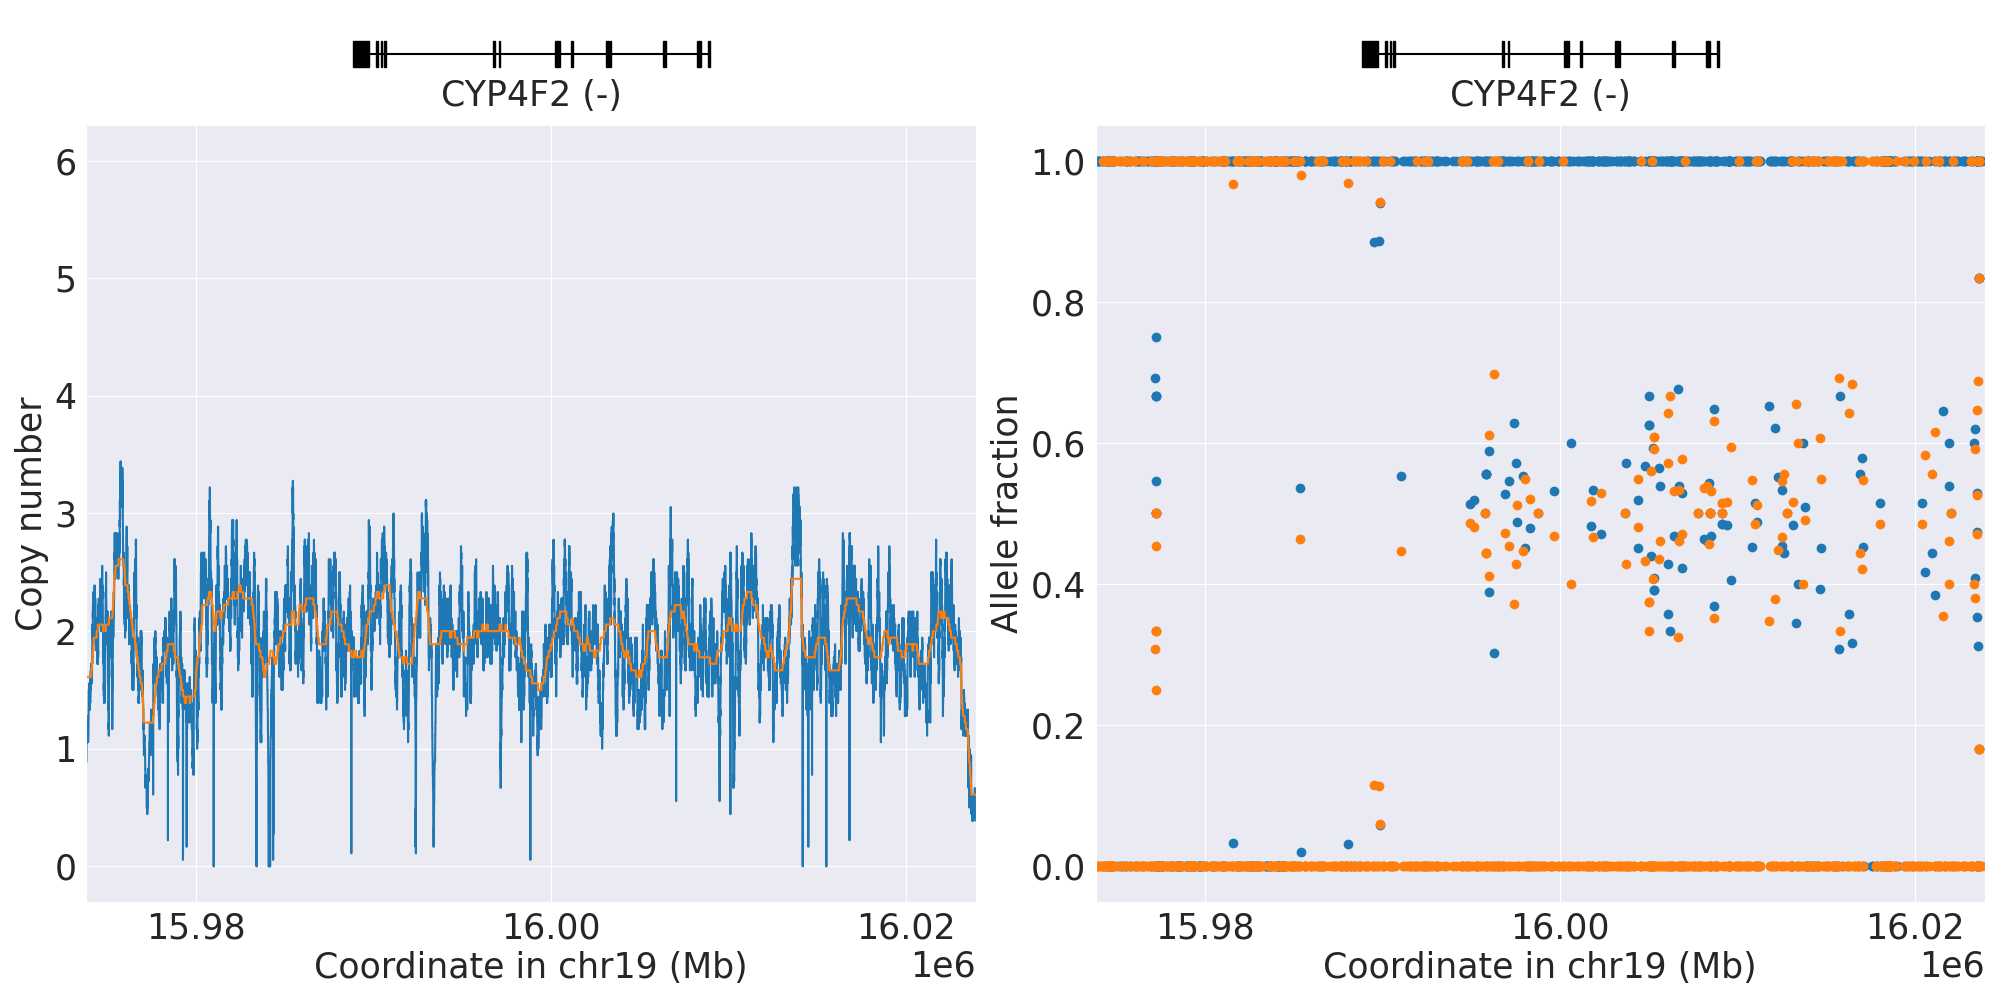 CYP4F2 (-)
6
5
4
3
2
1
0
Copy number
15.98
16.00
16.02
Coordinate in chr19 (Mb)
1e6
CYP4F2 (-)
1.0
0.8
0.6
0.4
0.2
0.0
Allele fraction
15.98
16.00
16.02
Coordinate in chr19 (Mb)
1e6